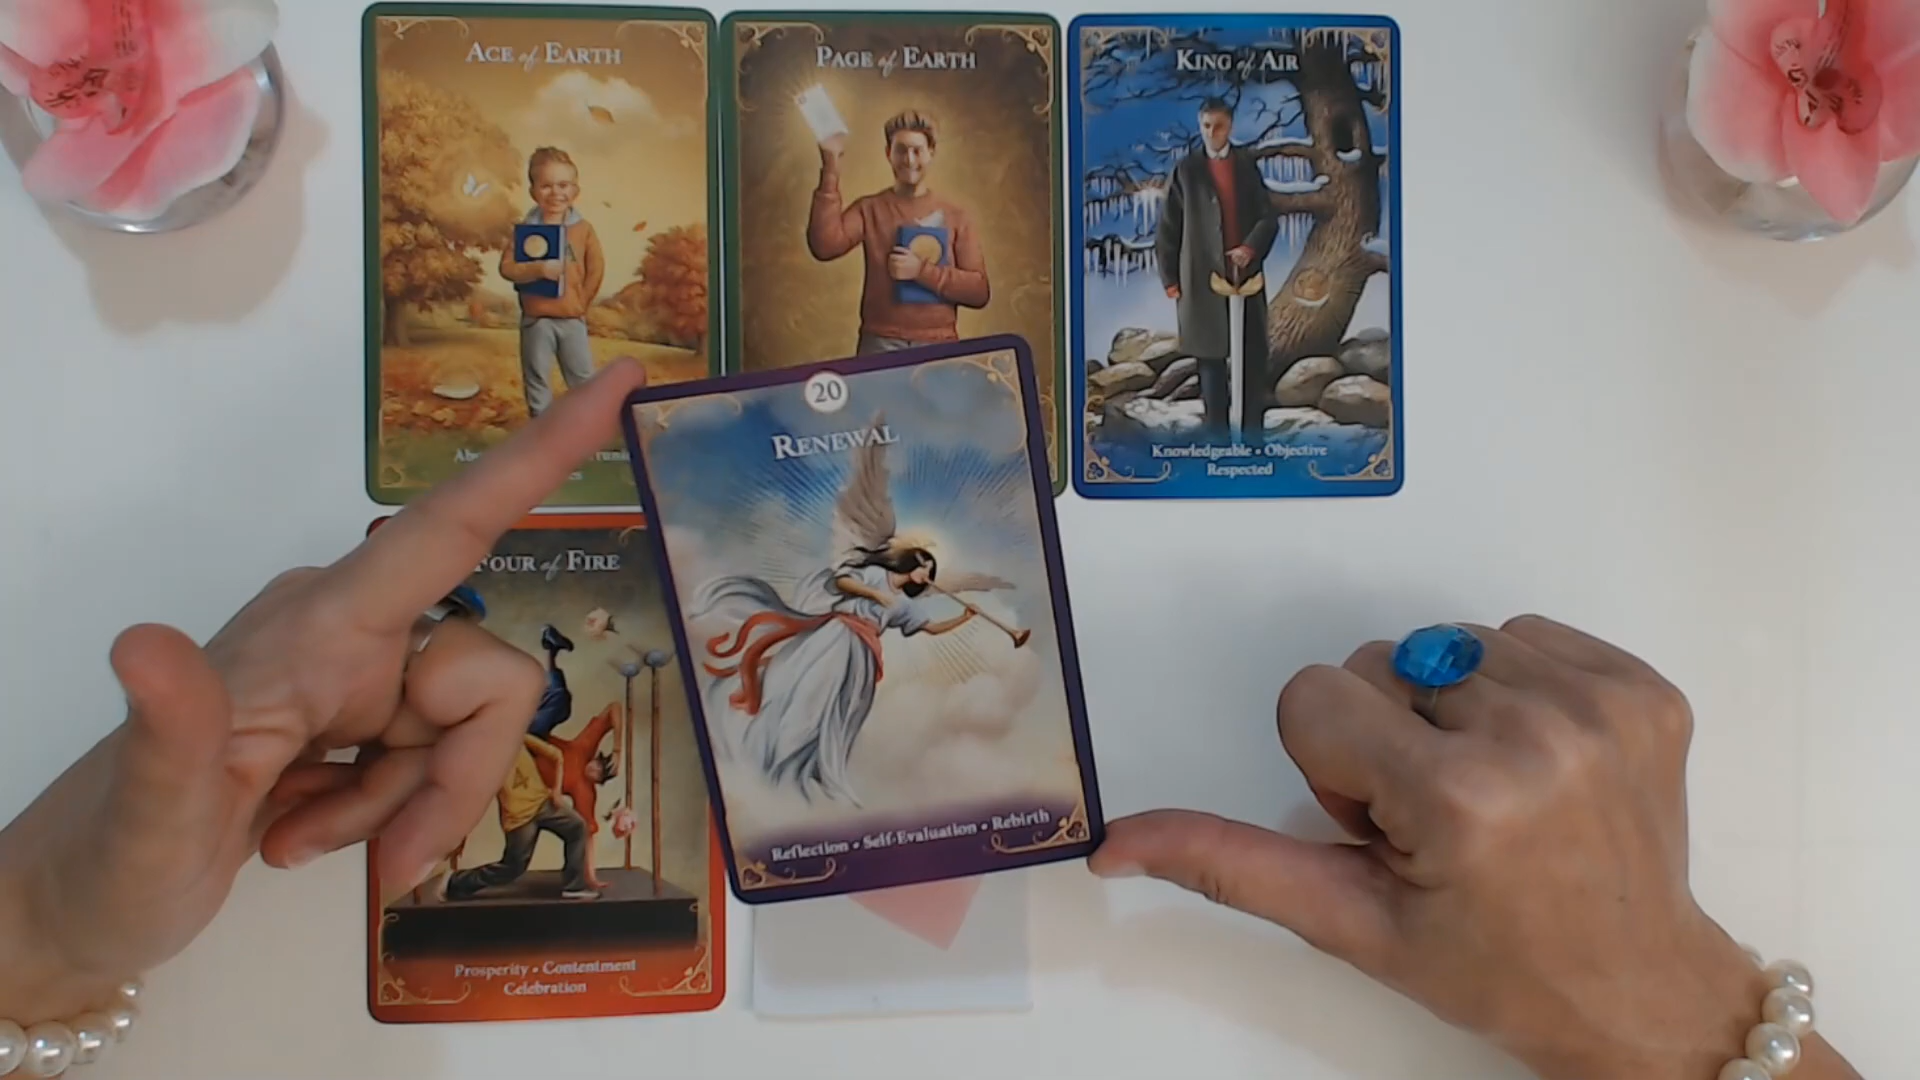 ACE of EARTH
PAGE of EARTH
KING of AIR
Knowledgeable • Objective
Respected
20
RENEWAL
Reflection • Self-Evaluation • Rebirth
FOUR of FIRE
4
Prosperity • Contentment
Celebration